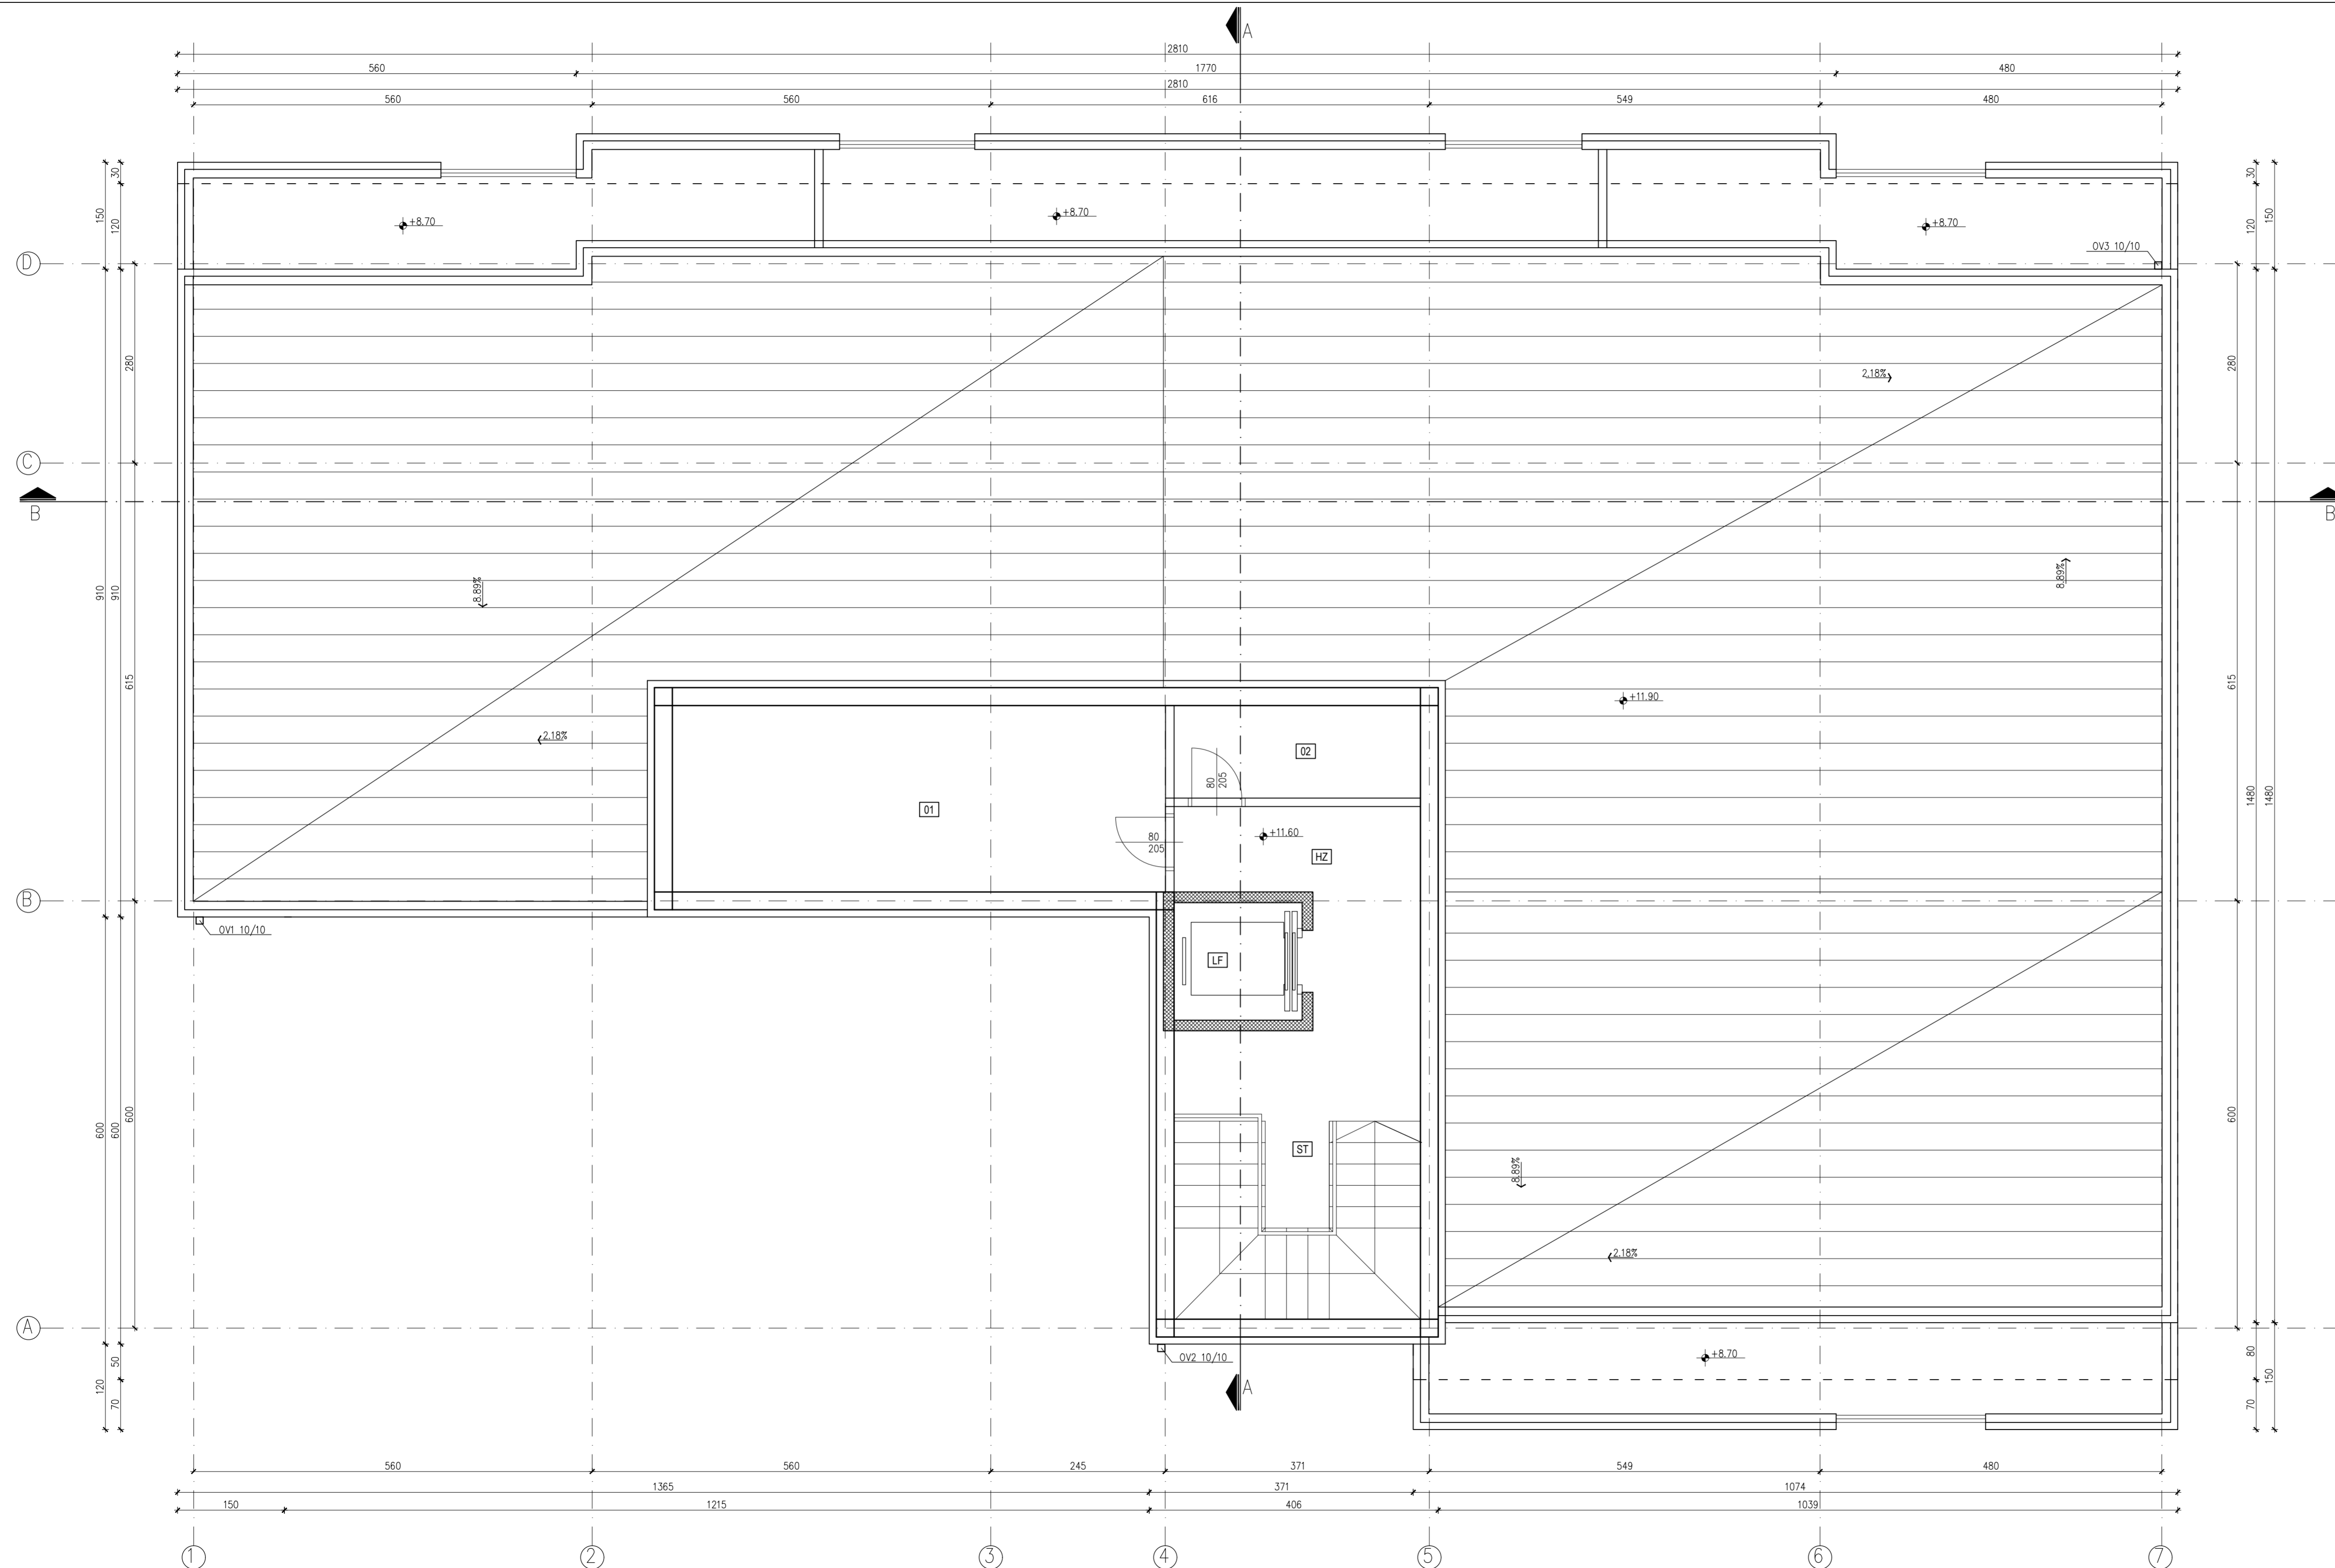 A
2810
560 1770 480
2810
560 560 616 549 480
30
150
120
+8.70
+8.70
+8.70
30
120
150
OV3 10/10
D
280
2.18%
280
C
B
B
8.89%
8.89%
910
910
615
+11.90
615
2.18%
02
80
205
01
+11.60
80
205
HZ
1480
1480
B
OV1 10/10
LF
600
600
600
ST
8.89%
600
2.18%
A
OV2 10/10
+8.70
A
50
120
70
80
150
70
560 560 245 371 549 480
1365 371 1074
150 1215 406 1039
1 2 3 4 5 6 7